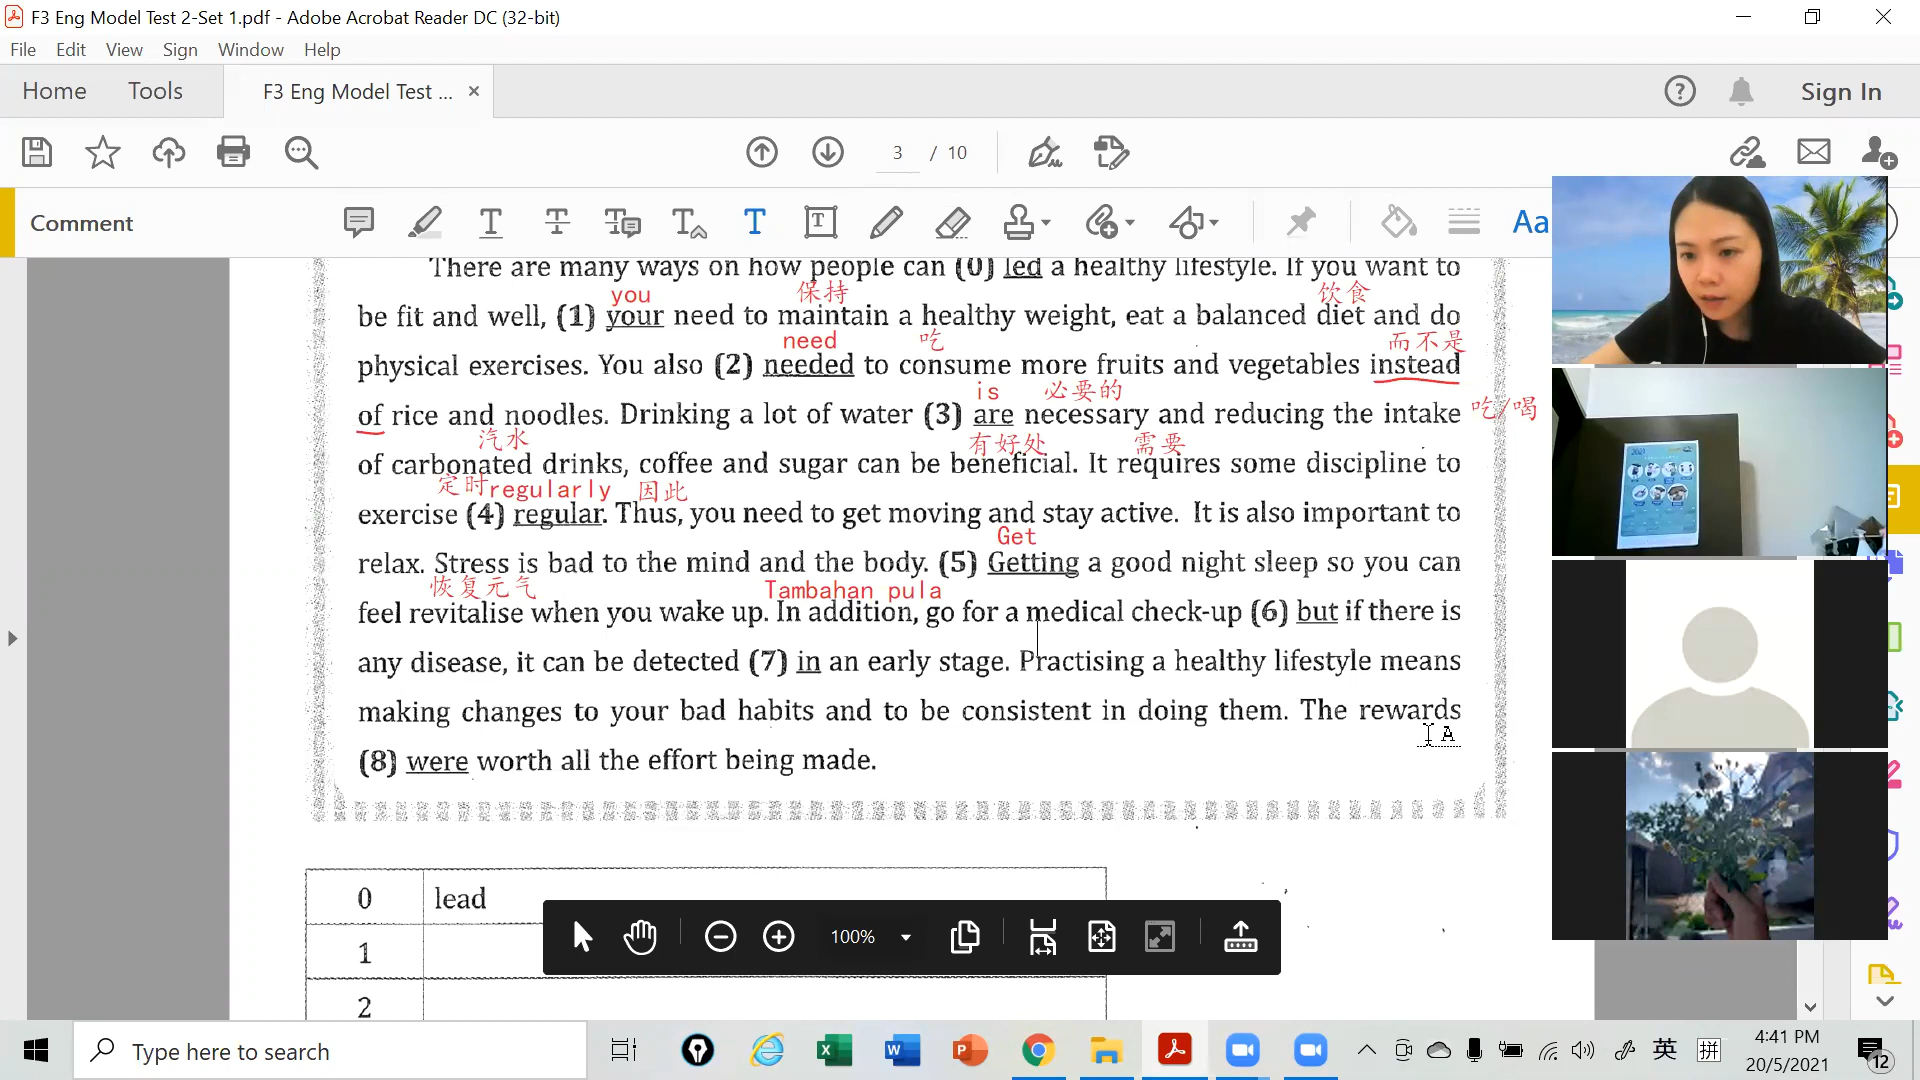 F3 Eng Model Test 2-Set 1.pdf - Adobe Acrobat Reader DC (32-bit)
File Edit View Sign Window Help
Home Tools F3 Eng Model Test ... × Sign In
3 / 10
Comment
Aa
There are many ways on how people can (0) led a healthy lifestyle. If you want to
you 保持 饮食
be fit and well, (1) your need to maintain a healthy weight, eat a balanced diet and do
need 吃 而不是
physical exercises. You also (2) needed to consume more fruits and vegetables instead
is 必要的
of rice and noodles. Drinking a lot of water (3) are necessary and reducing the intake 吃/喝
汽水 有好处 需要
of carbonated drinks, coffee and sugar can be beneficial. It requires some discipline to
定时regularly 因此
exercise (4) regular. Thus, you need to get moving and stay active. It is also important to
Get
relax. Stress is bad to the mind and the body. (5) Getting a good night sleep so you can
恢复元气 Tambahan pula
feel revitalise when you wake up. In addition, go for a medical check-up (6) but if there is
any disease, it can be detected (7) in an early stage. Practising a healthy lifestyle means
making changes to your bad habits and to be consistent in doing them. The rewards
(8) were worth all the effort being made.
0 lead
1
2
100%
Type here to search
英 拼
4:41 PM
20/5/2021
12